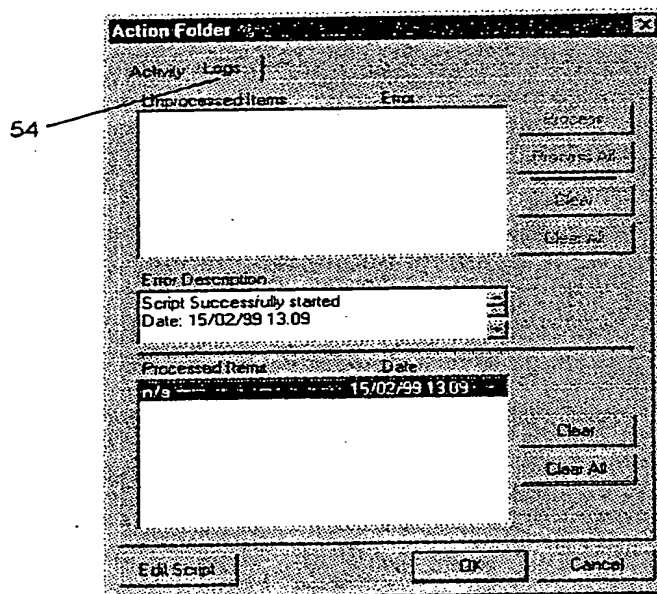 Action Folder
Activity Logs
54
Unprocessed Items Error
Process
Process All
Clear
Clear All
Error Description
Script Successfully started
Date: 15/02/99 13.09
Processed Items Date
n/a 15/02/99 13.09
Clear
Clear All
Edit Script OK Cancel